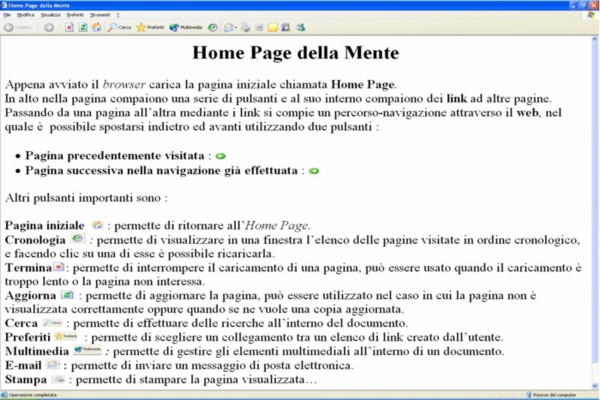 Home Page della Mente
File Modifica Visualizza Preferiti Strumenti ?
Indietro Cerca Preferiti Multimedia
Home Page della Mente
Appena avviato il browser carica la pagina iniziale chiamata Home Page.
In alto nella pagina compaiono una serie di pulsanti e al suo interno compaiono dei link ad altre pagine.
Passando da una pagina all'altra mediante i link si compie un percorso-navigazione attraverso il web, nel
quale è possibile spostarsi indietro ed avanti utilizzando due pulsanti :
• Pagina precedentemente visitata :
• Pagina successiva nella navigazione già effettuata :
Altri pulsanti importanti sono :
Pagina iniziale : permette di ritornare all'Home Page.
Cronologia : permette di visualizzare in una finestra l'elenco delle pagine visitate in ordine cronologico,
e facendo clic su una di esse è possibile ricaricarla.
Termina : permette di interrompere il caricamento di una pagina, può essere usato quando il caricamento è
troppo lento o la pagina non interessa.
Aggiorna : permette di aggiornare la pagina, può essere utilizzato nel caso in cui la pagina non è
visualizzata correttamente oppure quando se ne vuole una copia aggiornata.
Cerca Cerca : permette di effettuare delle ricerche all'interno del documento.
Preferiti Preferiti : permette di scegliere un collegamento tra un elenco di link creato dall'utente.
Multimedia Multimedia : permette di gestire gli elementi multimediali all'interno di un documento.
E-mail : permette di inviare un messaggio di posta elettronica.
Stampa : permette di stampare la pagina visualizzata…
Operazione completata
Risorse del computer